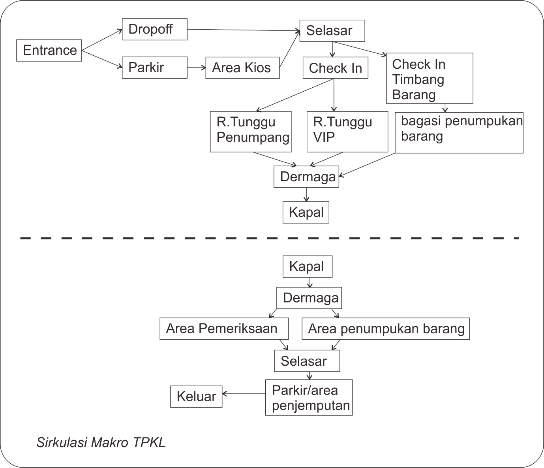 Dropoff
Selasar
Entrance
Parkir
Area Kios
Check In
Check In
Timbang
Barang
R.Tunggu
Penumpang
R.Tunggu
VIP
bagasi penumpukan
barang
Dermaga
Kapal
Kapal
Dermaga
Area Pemeriksaan
Area penumpukan barang
Selasar
Parkir/area
penjemputan
Keluar
Sirkulasi Makro TPKL